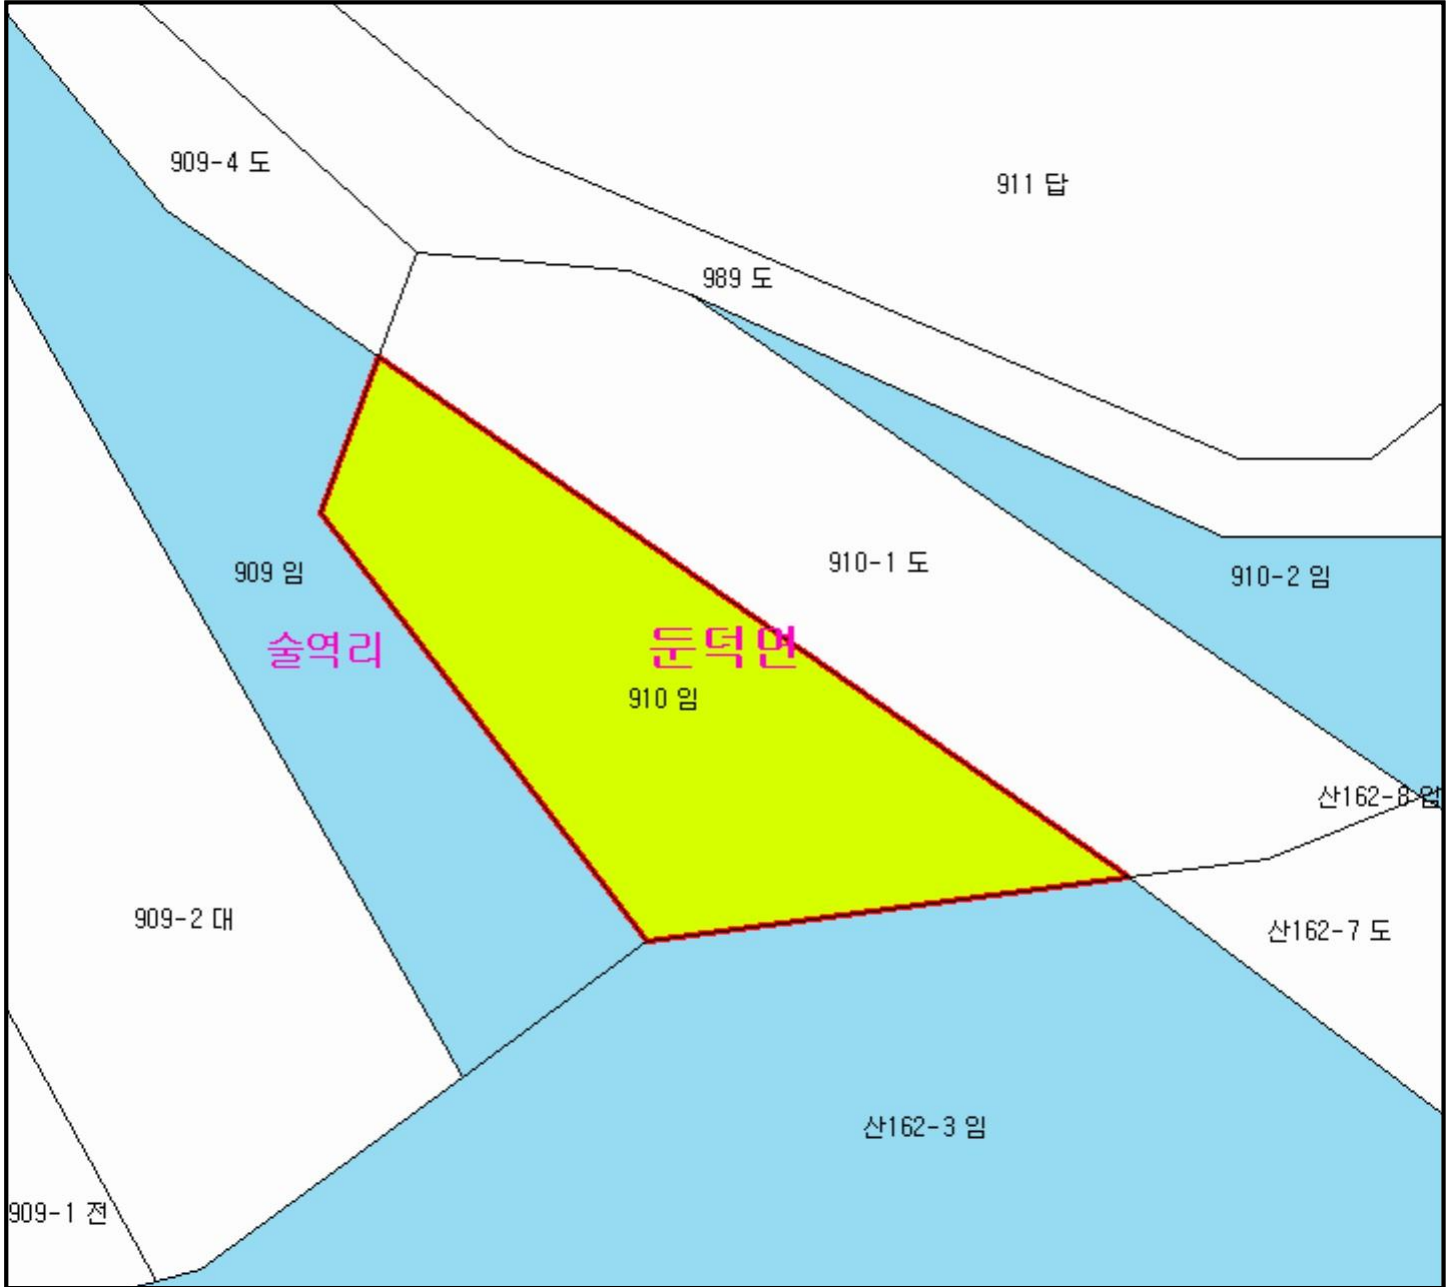 909-4 도
911 답
989 도
910-1 도
909 임
910-2 임
술역리
둔덕면
910 임
산162-8 임
909-2 대
산162-7 도
산162-3 임
909-1 전